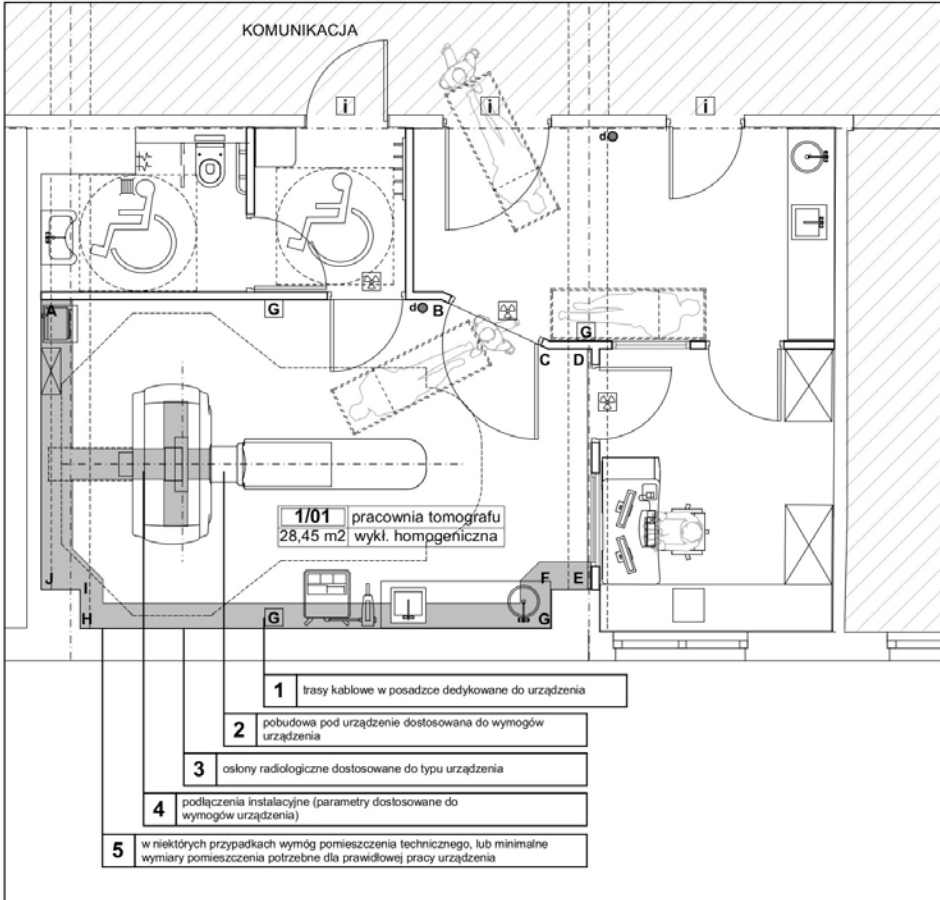 KOMUNIKACJA
i
i
i
d
A
G
d
B
G
C
D
1/01 pracownia tomografu
28,45 m2 wykł. homogeniczna
J
I
F
E
H
G
G
1 trasy kablowe w posadzce dedykowane do urządzenia
2 pobudowa pod urządzenie dostosowana do wymogów
urządzenia
3 osłony radiologiczne dostosowane do typu urządzenia
4 podłączenia instalacyjne (parametry dostosowane do
wymogów urządzenia)
5 w niektórych przypadkach wymóg pomieszczenia technicznego, lub minimalne
wymiary pomieszczenia potrzebne dla prawidłowej pracy urządzenia